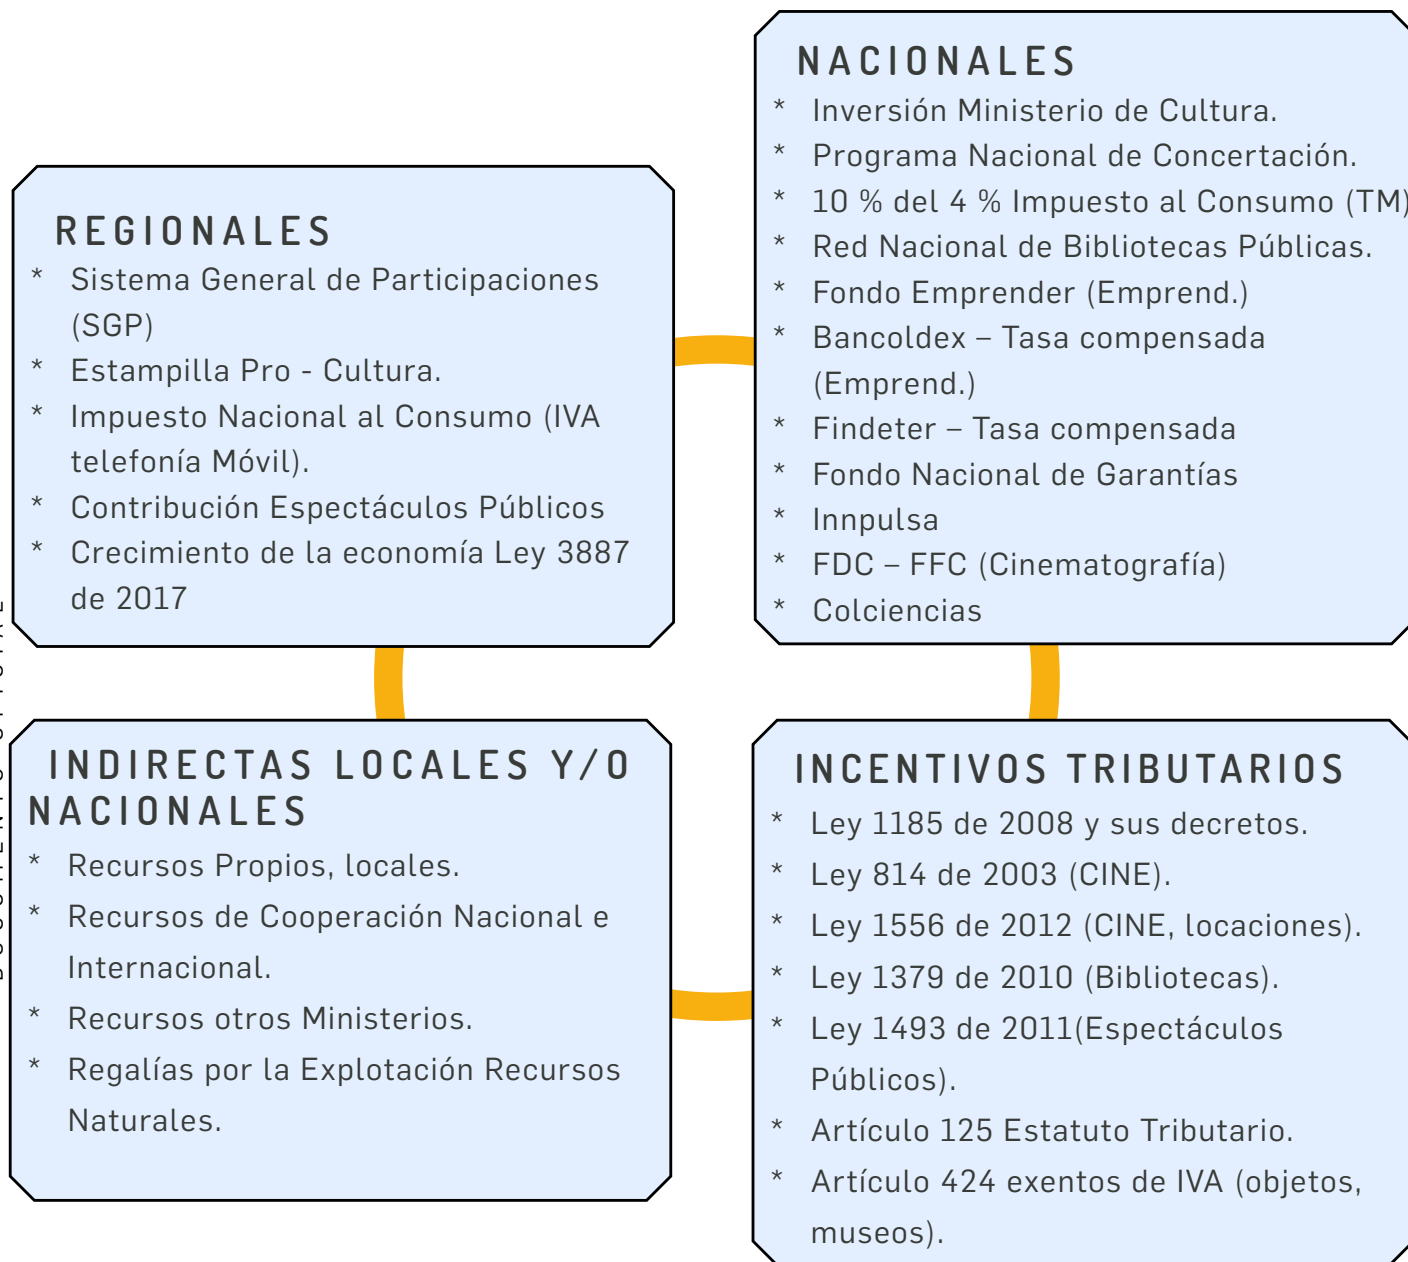 REGIONALES
* Sistema General de Participaciones
(SGP)
* Estampilla Pro - Cultura.
* Impuesto Nacional al Consumo (IVA
telefonía Móvil).
* Contribución Espectáculos Públicos
* Crecimiento de la economía Ley 3887
de 2017
NACIONALES
* Inversión Ministerio de Cultura.
* Programa Nacional de Concertación.
* 10 % del 4 % Impuesto al Consumo (TM)
* Red Nacional de Bibliotecas Públicas.
* Fondo Emprender (Emprend.)
* Bancoldex – Tasa compensada
(Emprend.)
* Findeter – Tasa compensada
* Fondo Nacional de Garantías
* Innpulsa
* FDC – FFC (Cinematografía)
* Colciencias
INDIRECTAS LOCALES Y/O
NACIONALES
* Recursos Propios, locales.
* Recursos de Cooperación Nacional e
Internacional.
* Recursos otros Ministerios.
* Regalías por la Explotación Recursos
Naturales.
INCENTIVOS TRIBUTARIOS
* Ley 1185 de 2008 y sus decretos.
* Ley 814 de 2003 (CINE).
* Ley 1556 de 2012 (CINE, locaciones).
* Ley 1379 de 2010 (Bibliotecas).
* Ley 1493 de 2011(Espectáculos
Públicos).
* Artículo 125 Estatuto Tributario.
* Artículo 424 exentos de IVA (objetos,
museos).